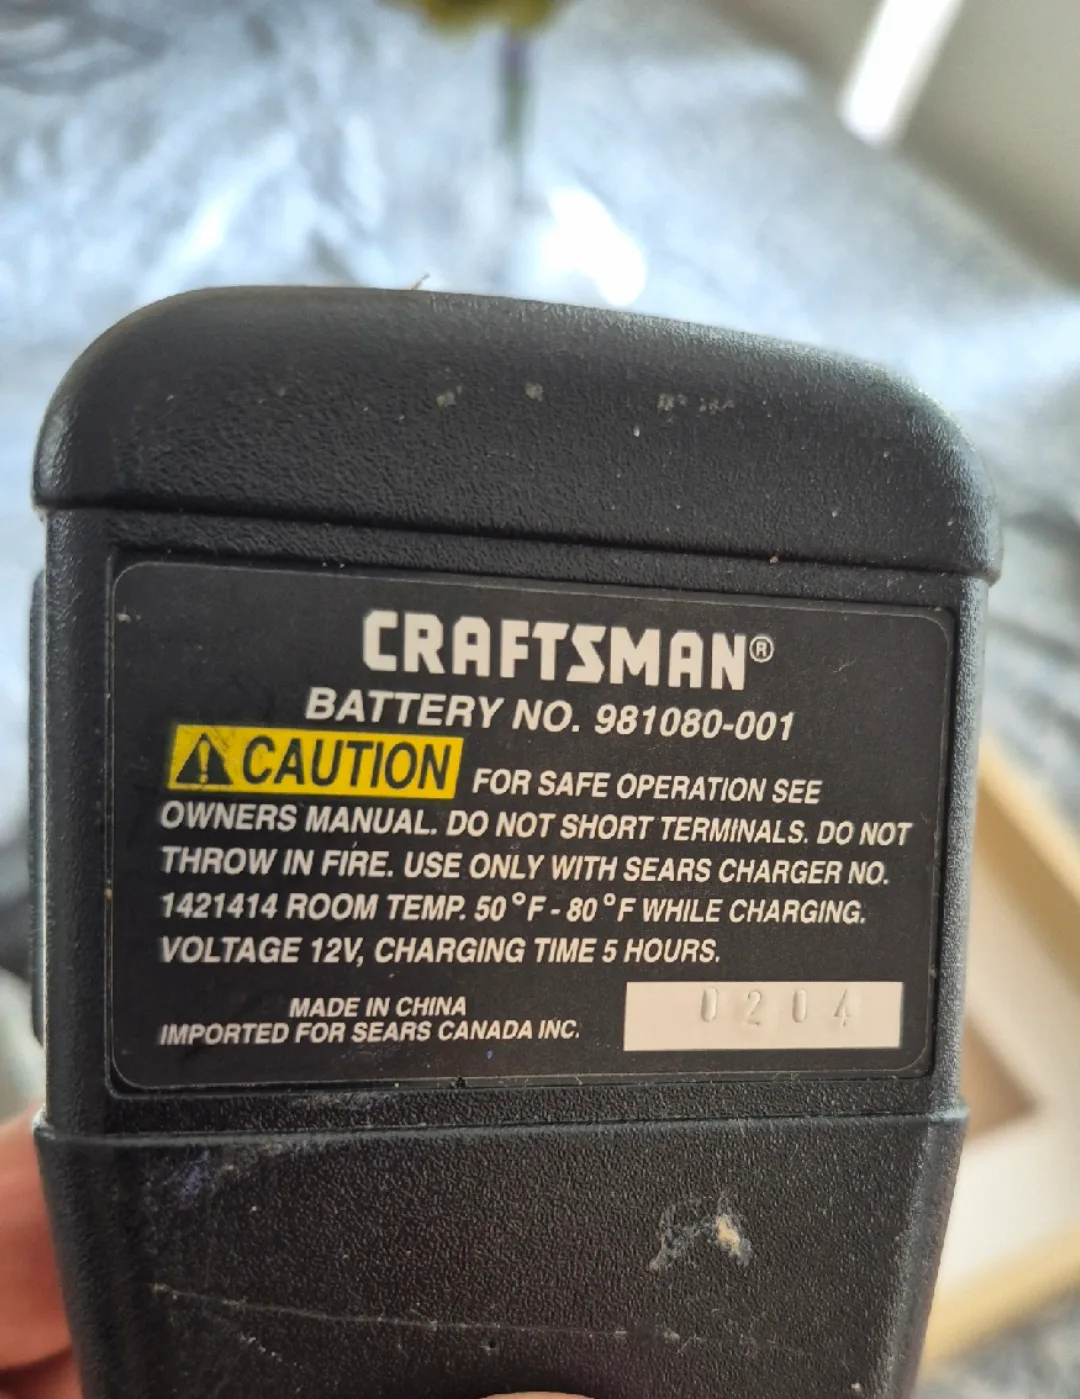 CRAFTSMAN®
BATTERY NO. 981080-001
⚠ CAUTION FOR SAFE OPERATION SEE
OWNERS MANUAL. DO NOT SHORT TERMINALS. DO NOT
THROW IN FIRE. USE ONLY WITH SEARS CHARGER NO.
1421414 ROOM TEMP. 50°F - 80°F WHILE CHARGING.
VOLTAGE 12V, CHARGING TIME 5 HOURS.
MADE IN CHINA
IMPORTED FOR SEARS CANADA INC.
0204